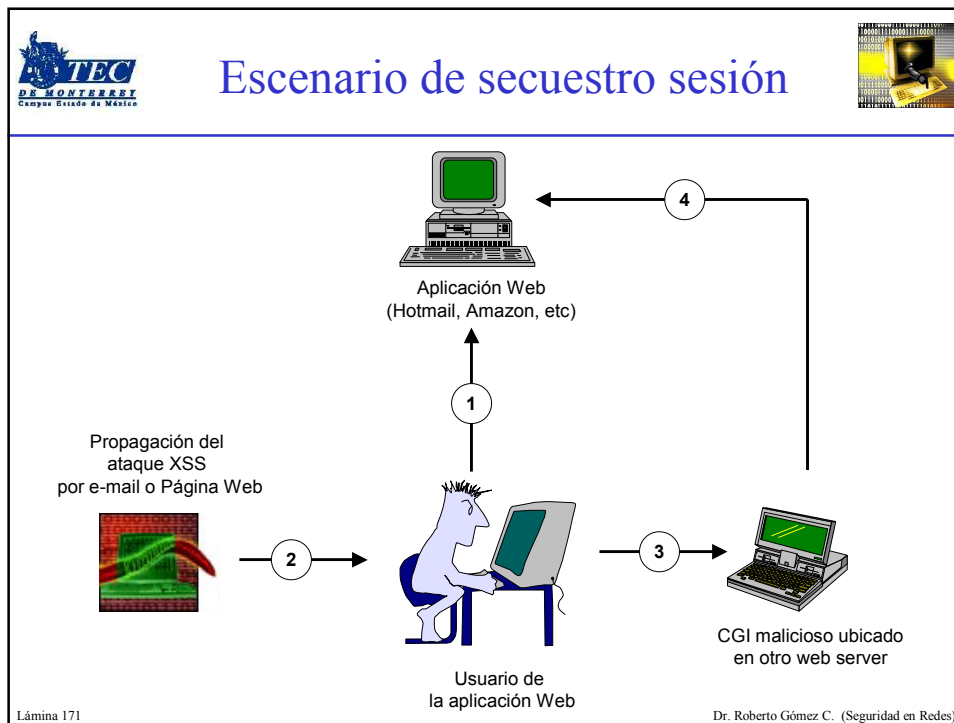 TEC
DE MONTERREY
Campus Estado de México
Escenario de secuestro sesión
4
Aplicación Web
(Hotmail, Amazon, etc)
1
Propagación del
ataque XSS
por e-mail o Página Web
2
3
CGI malicioso ubicado
en otro web server
Usuario de
la aplicación Web
Lámina 171
Dr. Roberto Gómez C. (Seguridad en Redes)